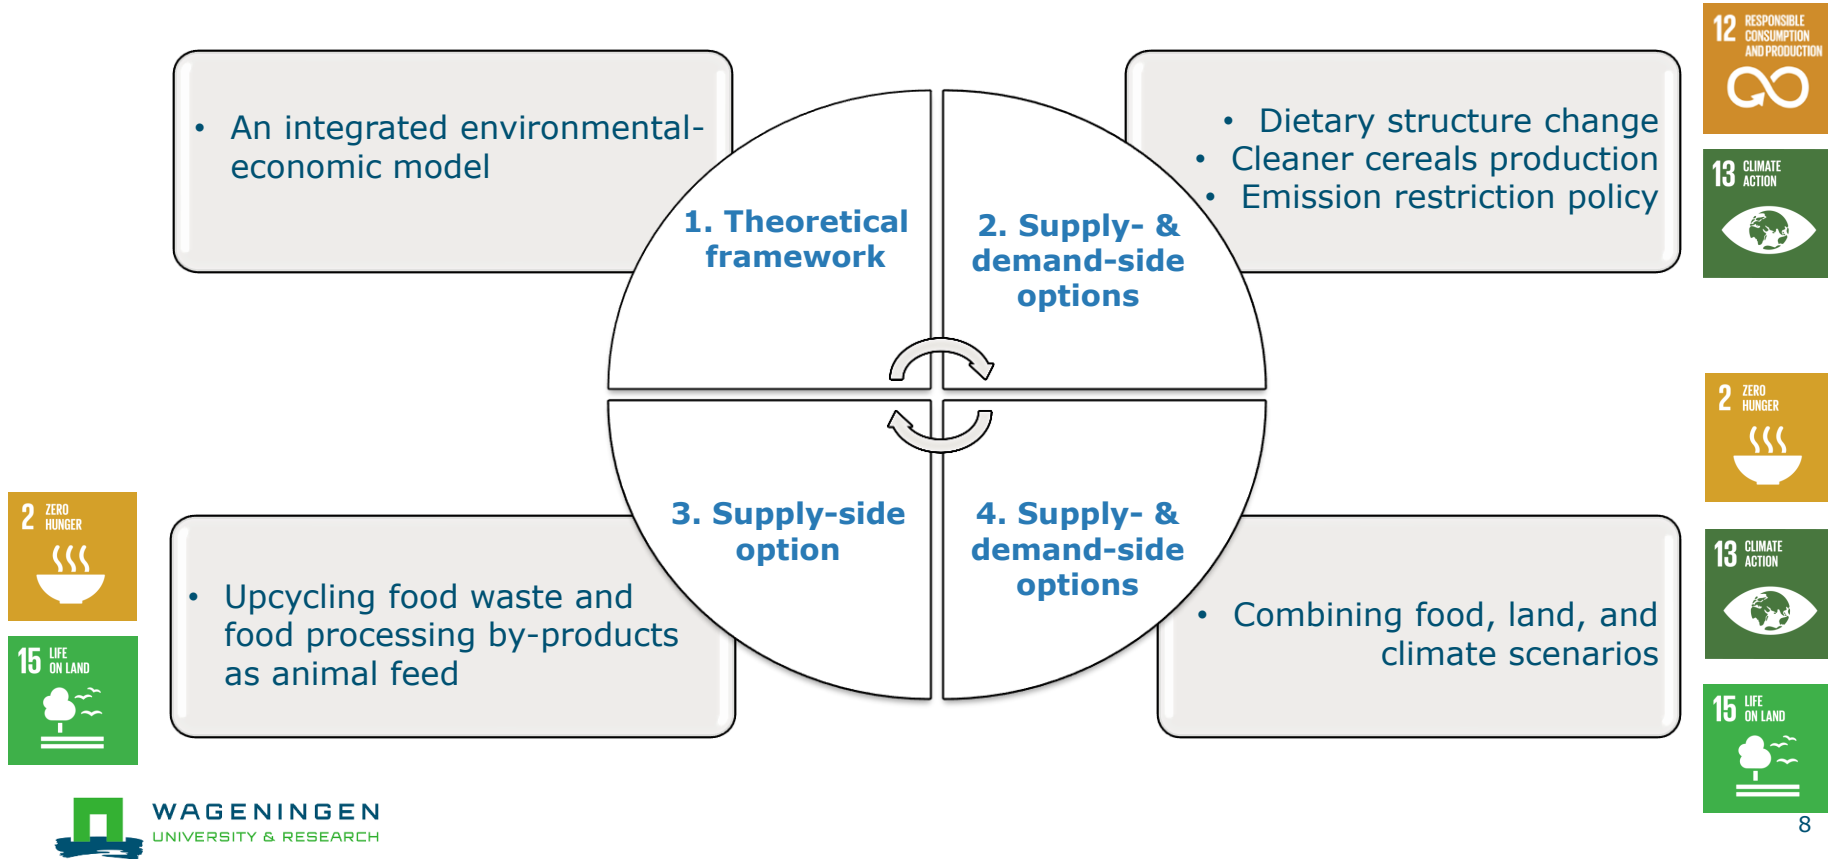 • An integrated environmental-
economic model
1. Theoretical
framework
2. Supply- &
demand-side
options
• Dietary structure change
• Cleaner cereals production
• Emission restriction policy
12 RESPONSIBLE
CONSUMPTION
AND PRODUCTION
13 CLIMATE
ACTION
2 ZERO
HUNGER
15 LIFE
ON LAND
• Upcycling food waste and
food processing by-products
as animal feed
3. Supply-side
option
4. Supply- &
demand-side
options
• Combining food, land, and
climate scenarios
2 ZERO
HUNGER
13 CLIMATE
ACTION
15 LIFE
ON LAND
WAGENINGEN
UNIVERSITY & RESEARCH
8